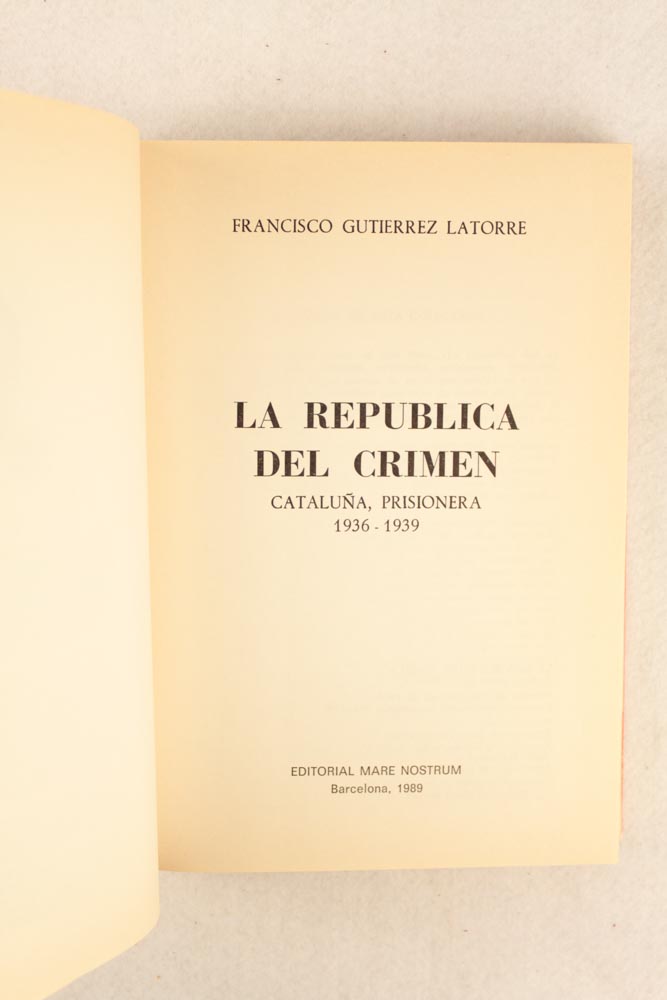 FRANCISCO GUTIERREZ LATORRE
LA REPUBLICA
DEL CRIMEN
CATALUÑA, PRISIONERA
1936 - 1939
EDITORIAL MARE NOSTRUM
Barcelona, 1989